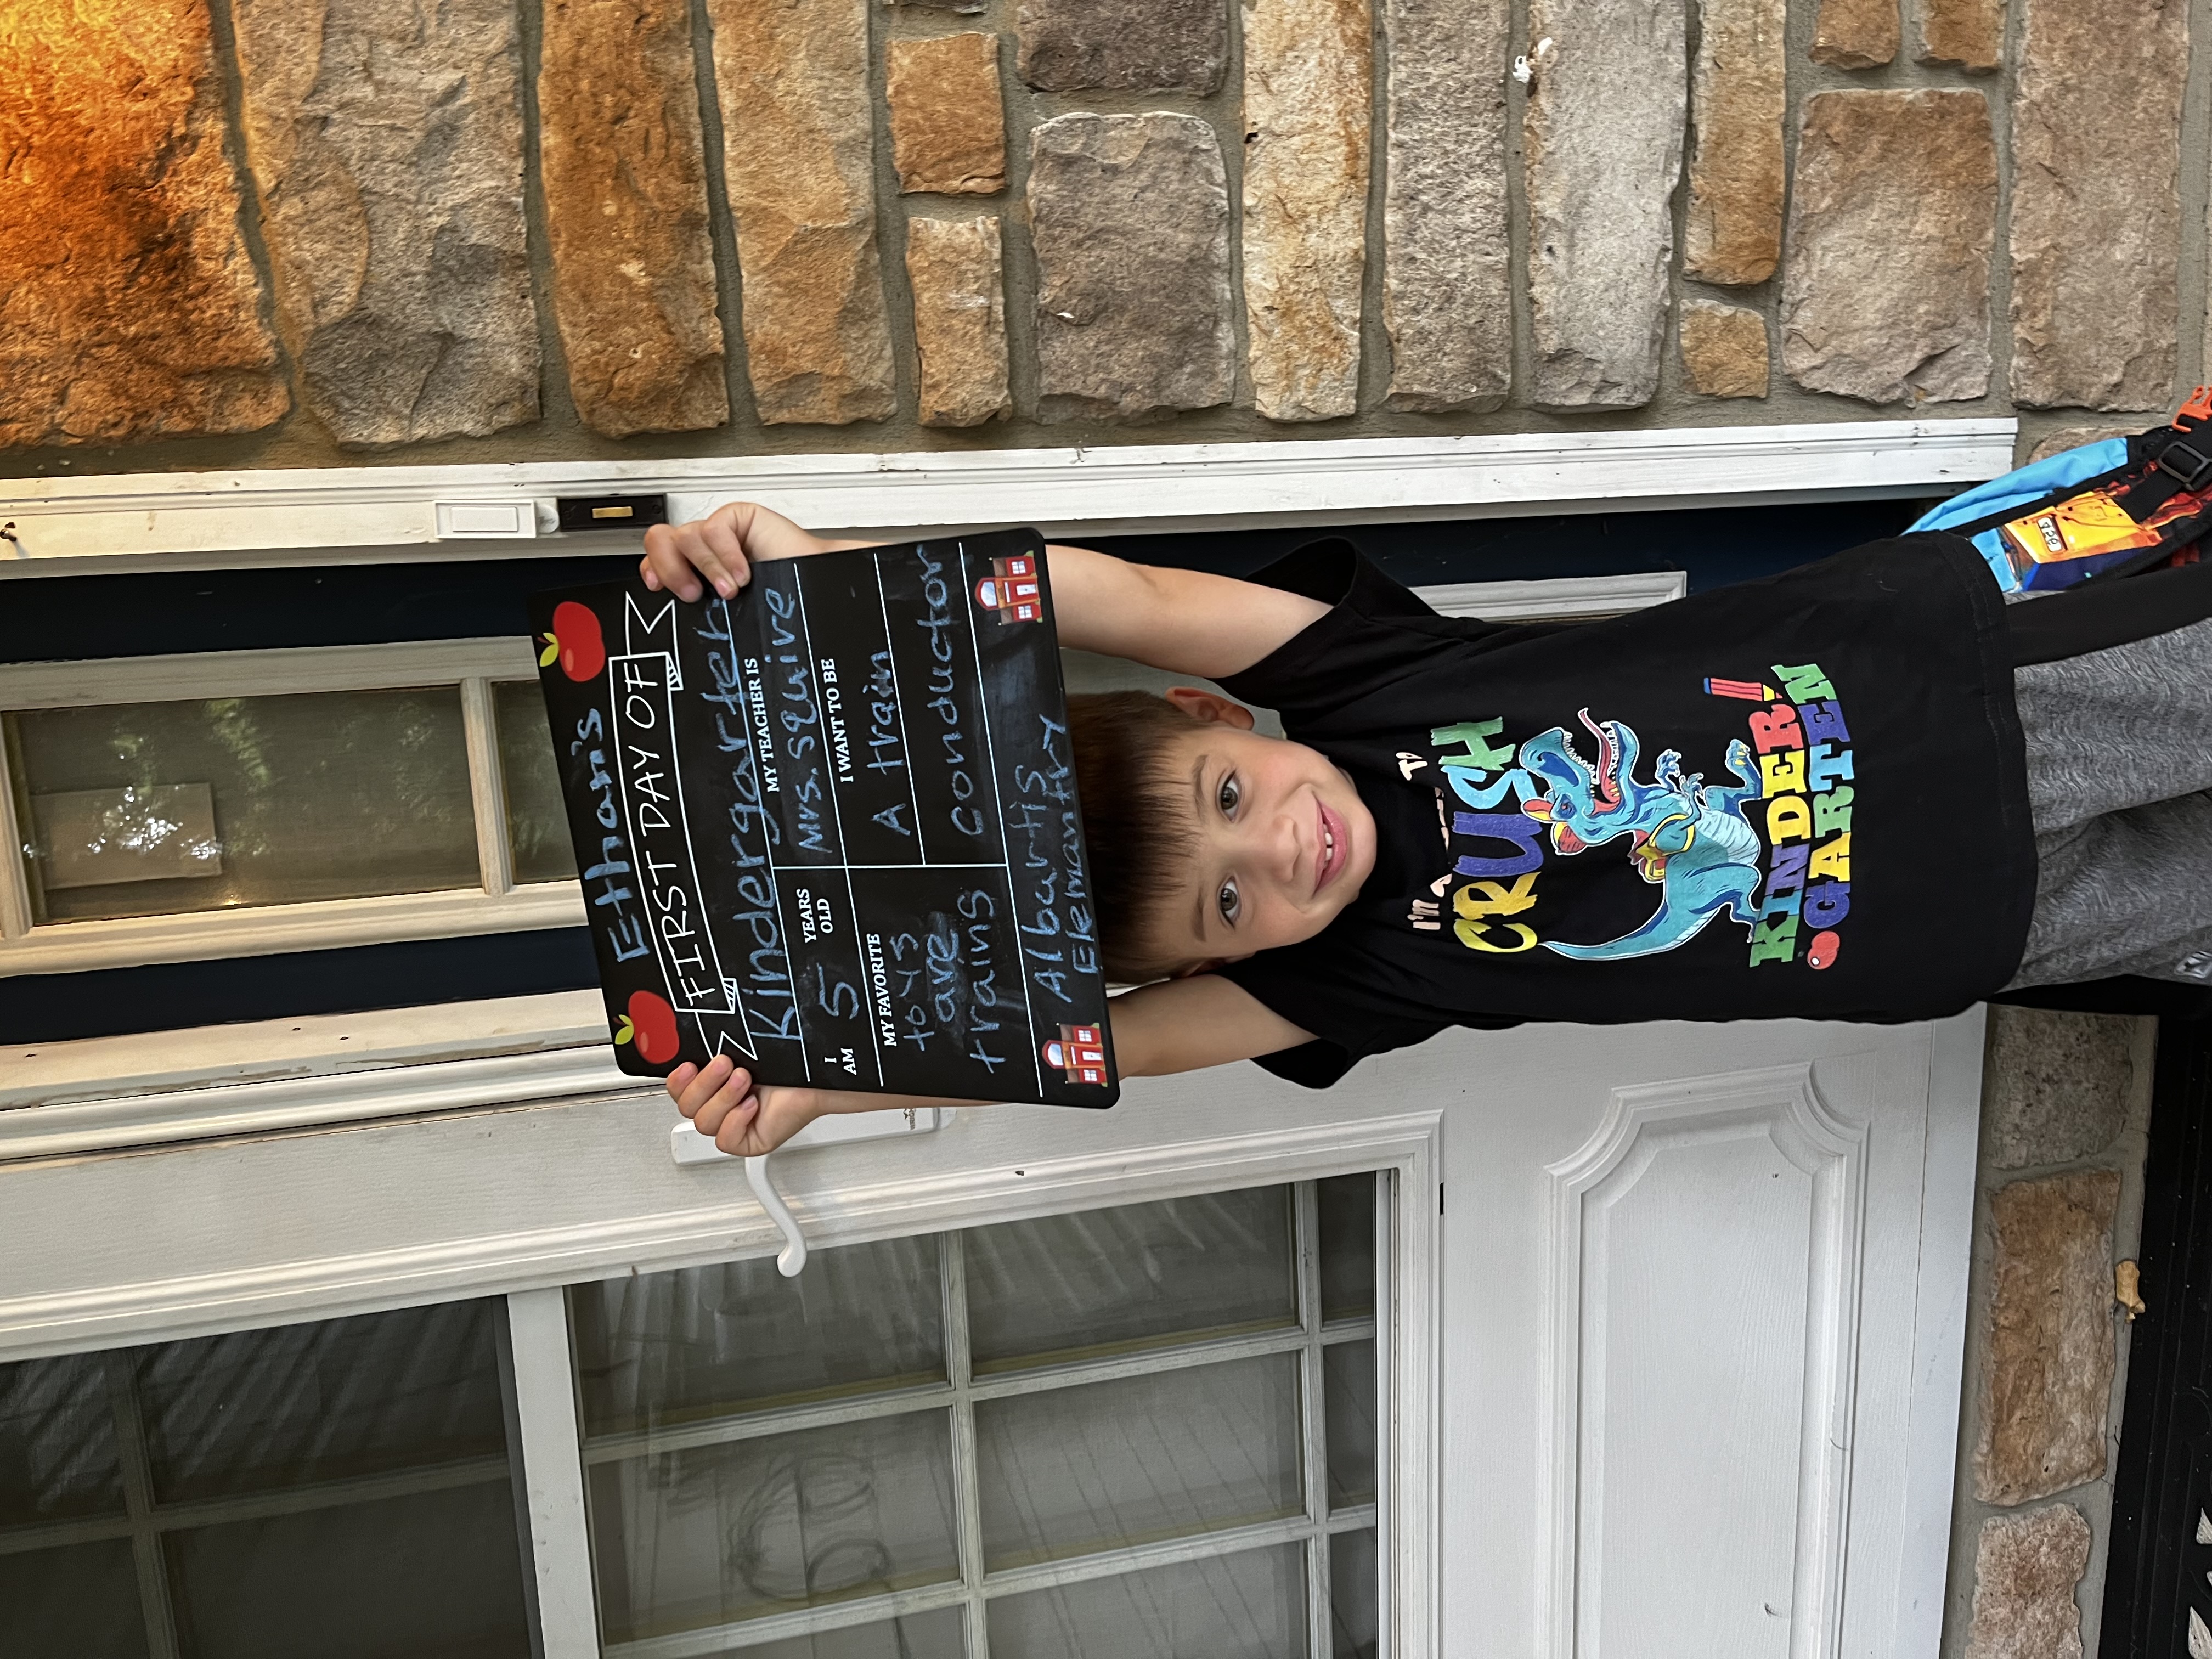 Ethan's
FIRST DAY OF
Kindergarten
I AM 5 YEARS OLD
MY TEACHER IS
Mrs. Squire
I WANT TO BE
A train
conductor
MY FAVORITE
toys
are
trains
Albartis
Elemantry
I'm TO
CRUSH
KINDER
GARTEN